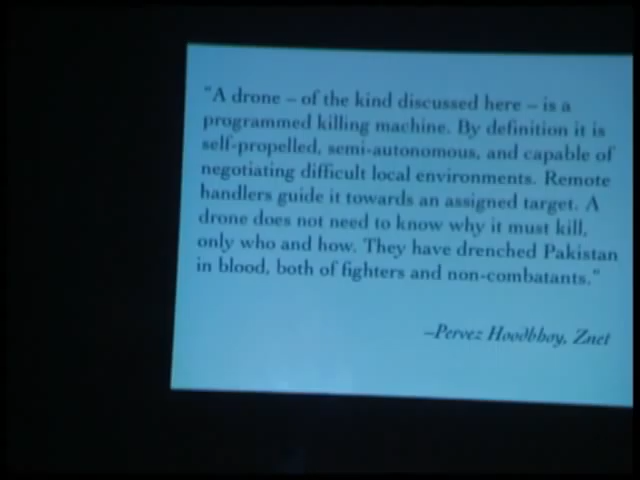 "A drone – of the kind discussed here – is a
programmed killing machine. By definition it is
self-propelled, semi-autonomous, and capable of
negotiating difficult local environments. Remote
handlers guide it towards an assigned target. A
drone does not need to know why it must kill,
only who and how. They have drenched Pakistan
in blood, both of fighters and non-combatants."
–Pervez Hoodbhoy, Znet